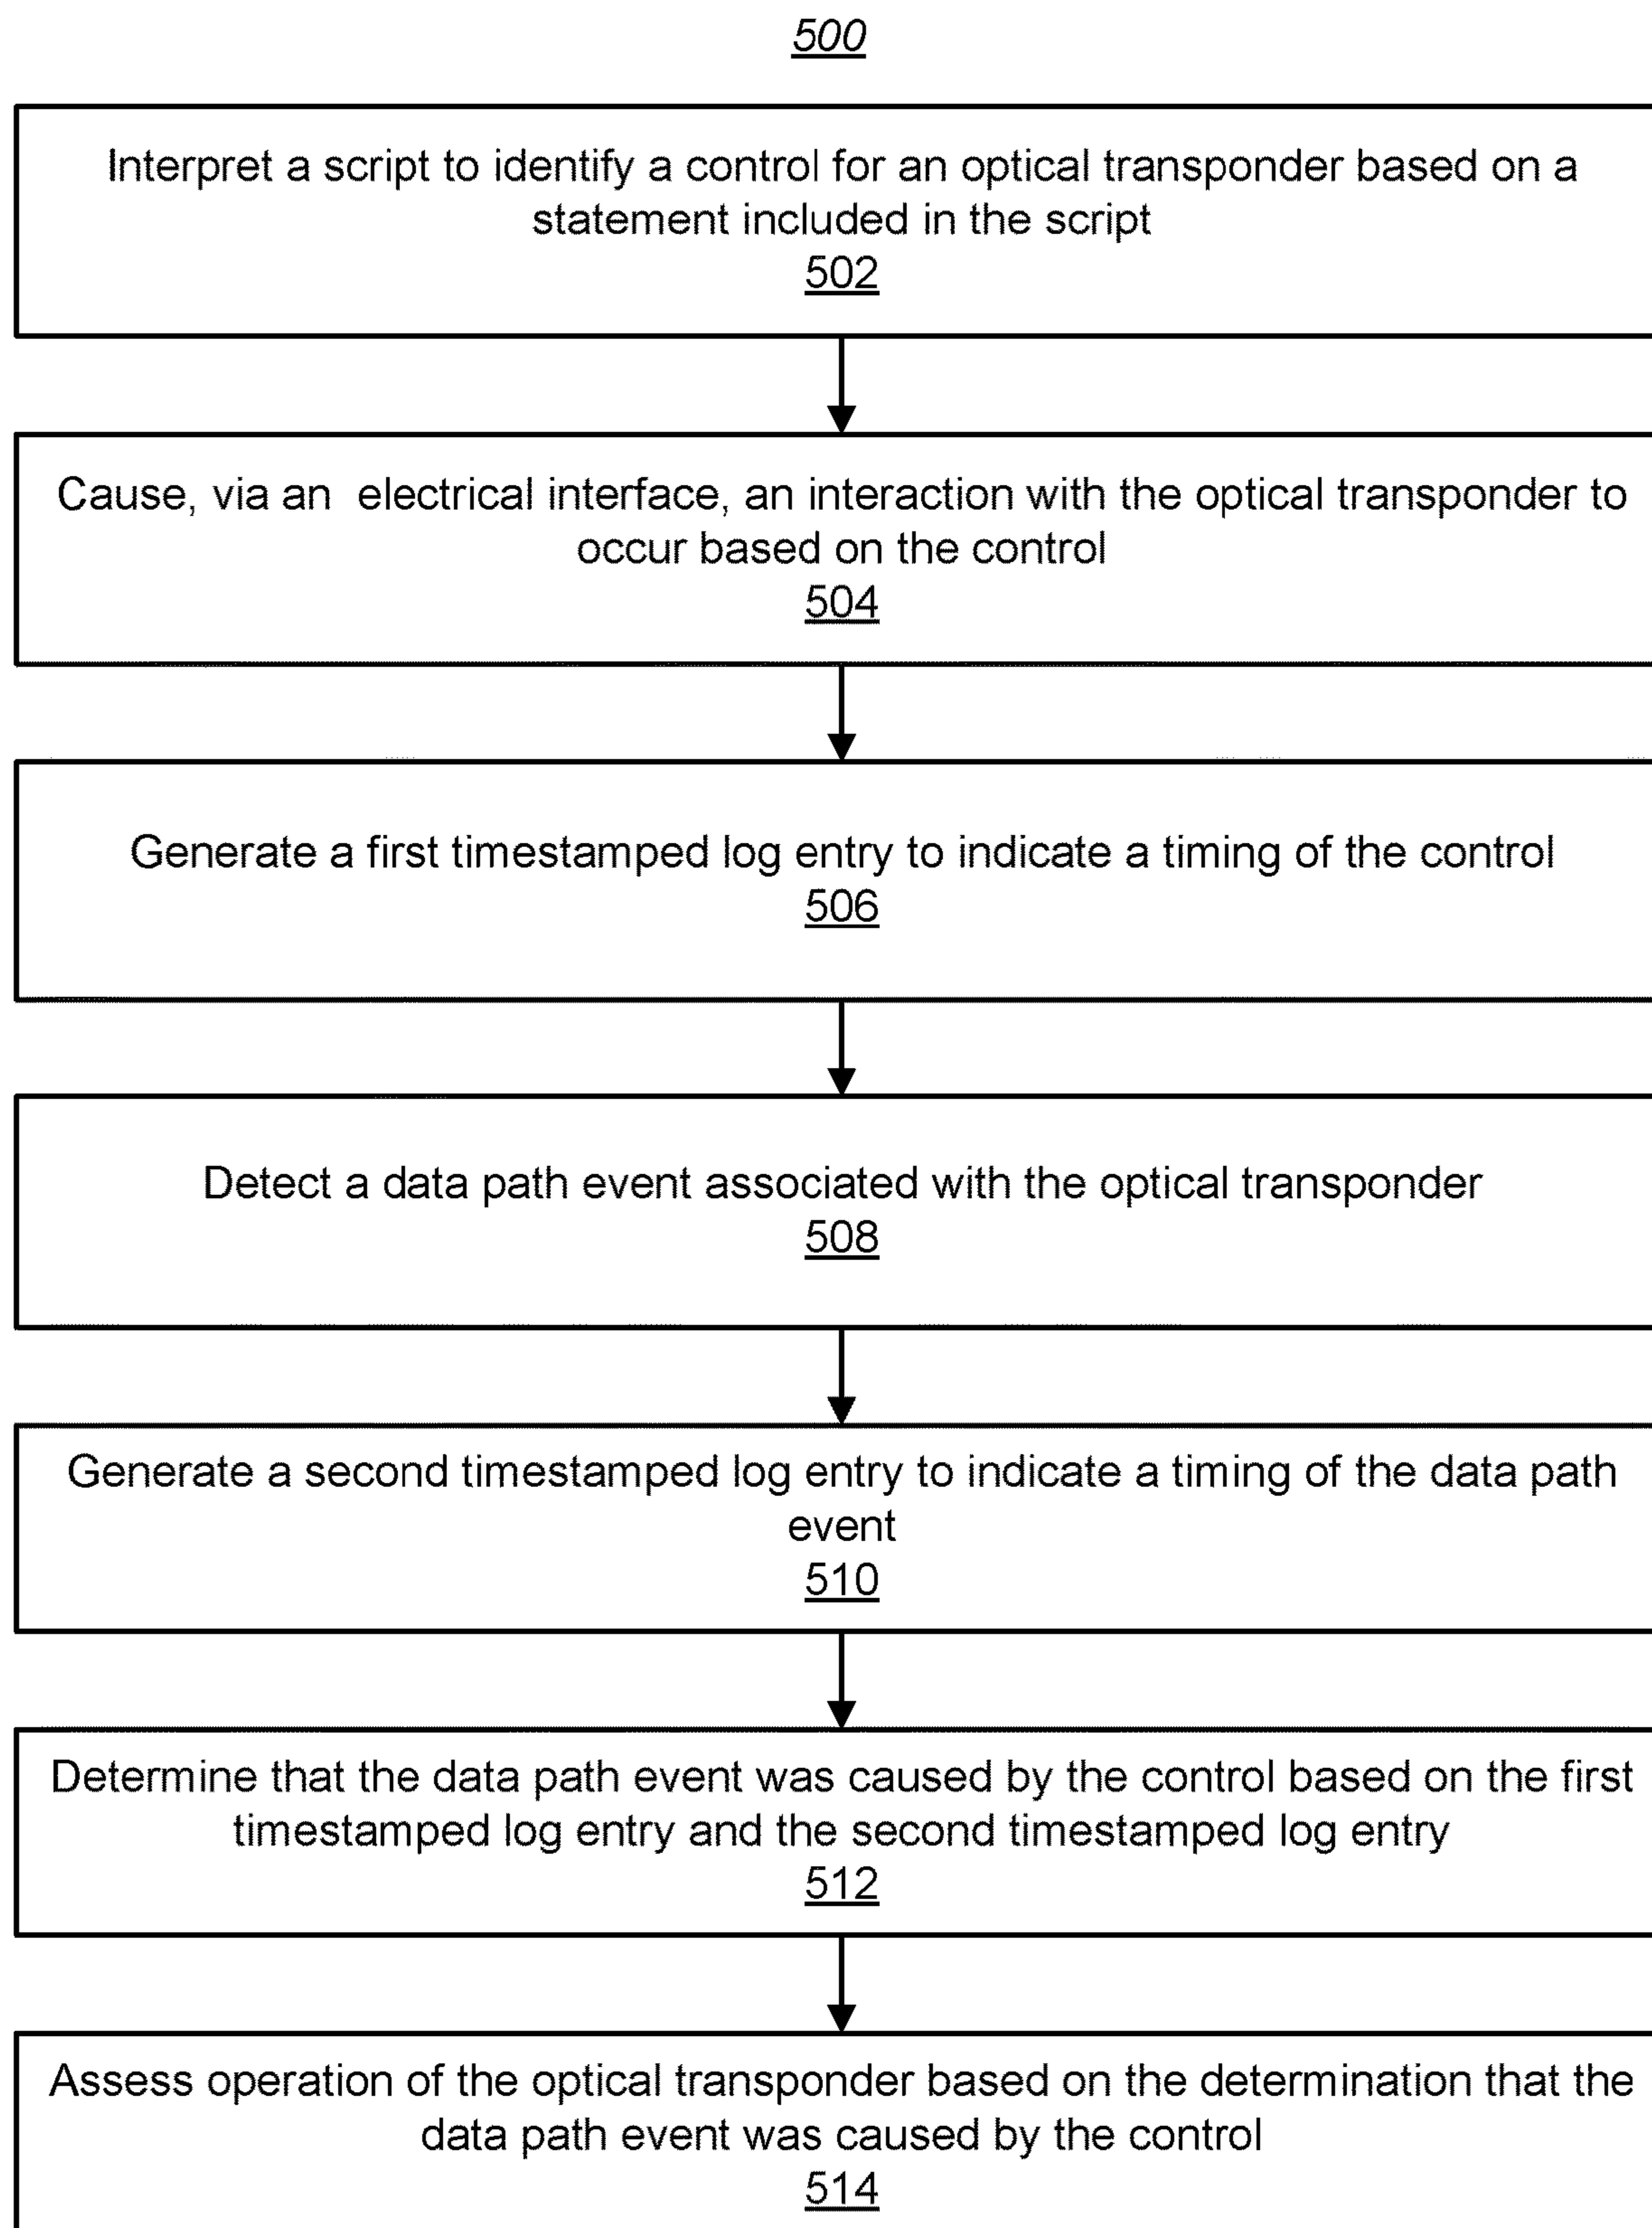 500
Interpret a script to identify a control for an optical transponder based on a
statement included in the script
502
Cause, via an electrical interface, an interaction with the optical transponder to
occur based on the control
504
Generate a first timestamped log entry to indicate a timing of the control
506
Detect a data path event associated with the optical transponder
508
Generate a second timestamped log entry to indicate a timing of the data path
event
510
Determine that the data path event was caused by the control based on the first
timestamped log entry and the second timestamped log entry
512
Assess operation of the optical transponder based on the determination that the
data path event was caused by the control
514